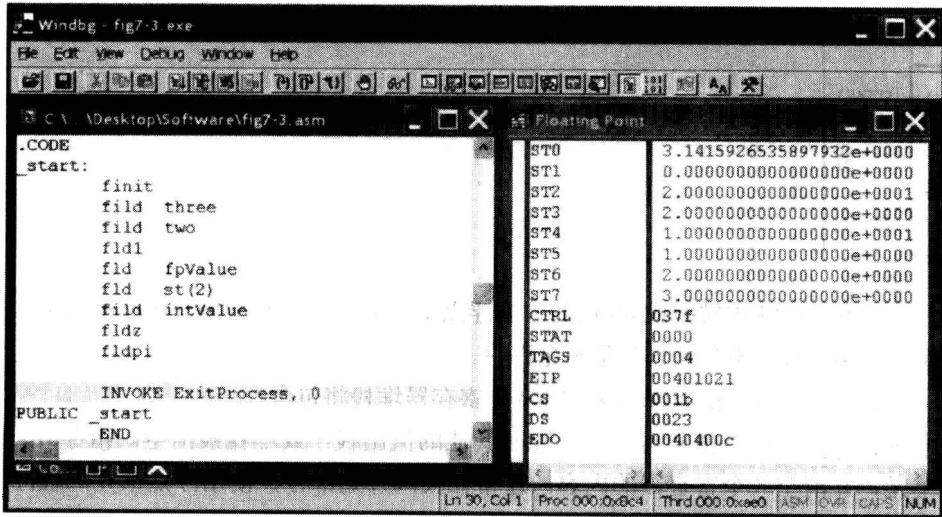 Windbg - fig7-3.exe
File Edit View Debug Window Help
C:\...\Desktop\Software\fig7-3.asm
.CODE
_start:
finit
fild three
fild two
fld1
fld fpValue
fld st(2)
fild intValue
fldz
fldpi
INVOKE ExitProcess, 0
PUBLIC _start
END
Floating Point
ST0 3.1415926535897932e+0000
ST1 0.0000000000000000e+0000
ST2 2.0000000000000000e+0001
ST3 2.0000000000000000e+0000
ST4 1.0000000000000000e+0001
ST5 1.0000000000000000e+0000
ST6 2.0000000000000000e+0000
ST7 3.0000000000000000e+0000
CTRL 037f
STAT 0000
TAGS 0004
EIP 00401021
CS 001b
DS 0023
EDO 0040400c
Ln 30, Col 1 Proc 000:0x8c4 Thrd 000:0xae0 ASM OVR CAPS NUM